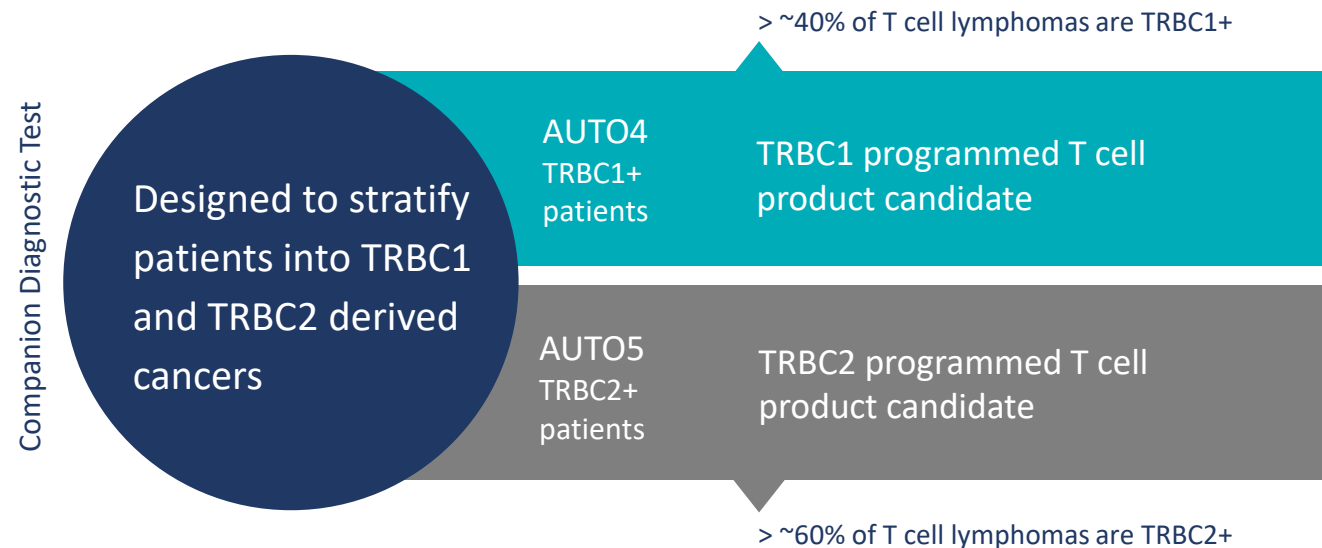 Companion Diagnostic Test
Designed to stratify
patients into TRBC1
and TRBC2 derived
cancers
> ~40% of T cell lymphomas are TRBC1+
AUTO4
TRBC1+
patients
TRBC1 programmed T cell
product candidate
AUTO5
TRBC2+
patients
TRBC2 programmed T cell
product candidate
> ~60% of T cell lymphomas are TRBC2+